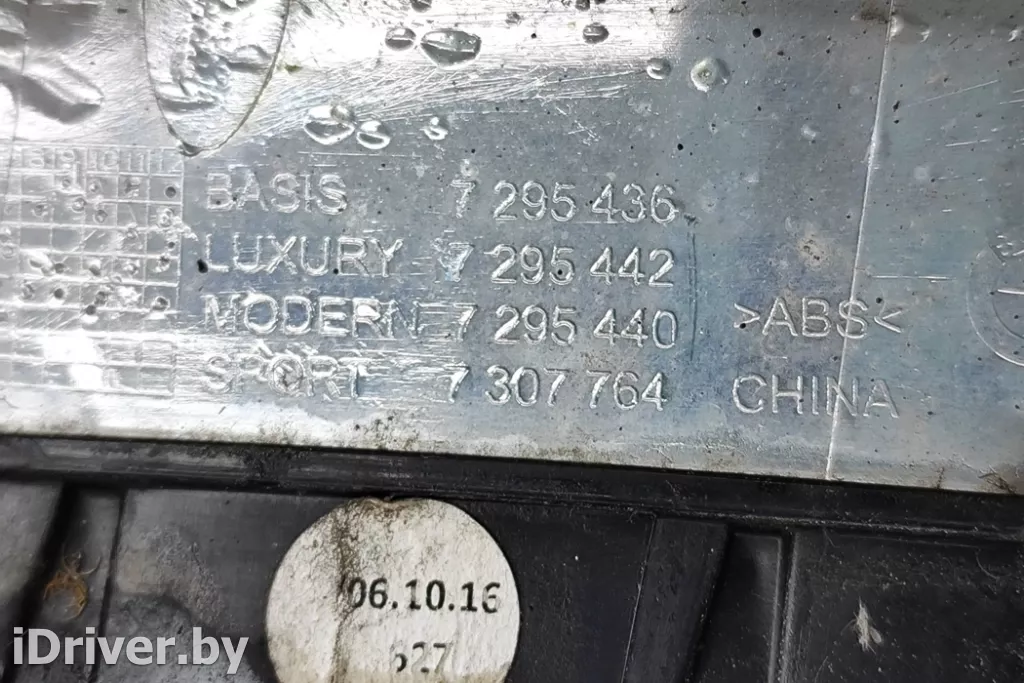 BASIS 7 295 436
LUXURY 7 295 442
MODERN 7 295 440
SPORT 7 307 764
>ABS<
CHINA
06.10.16
iDriver.by